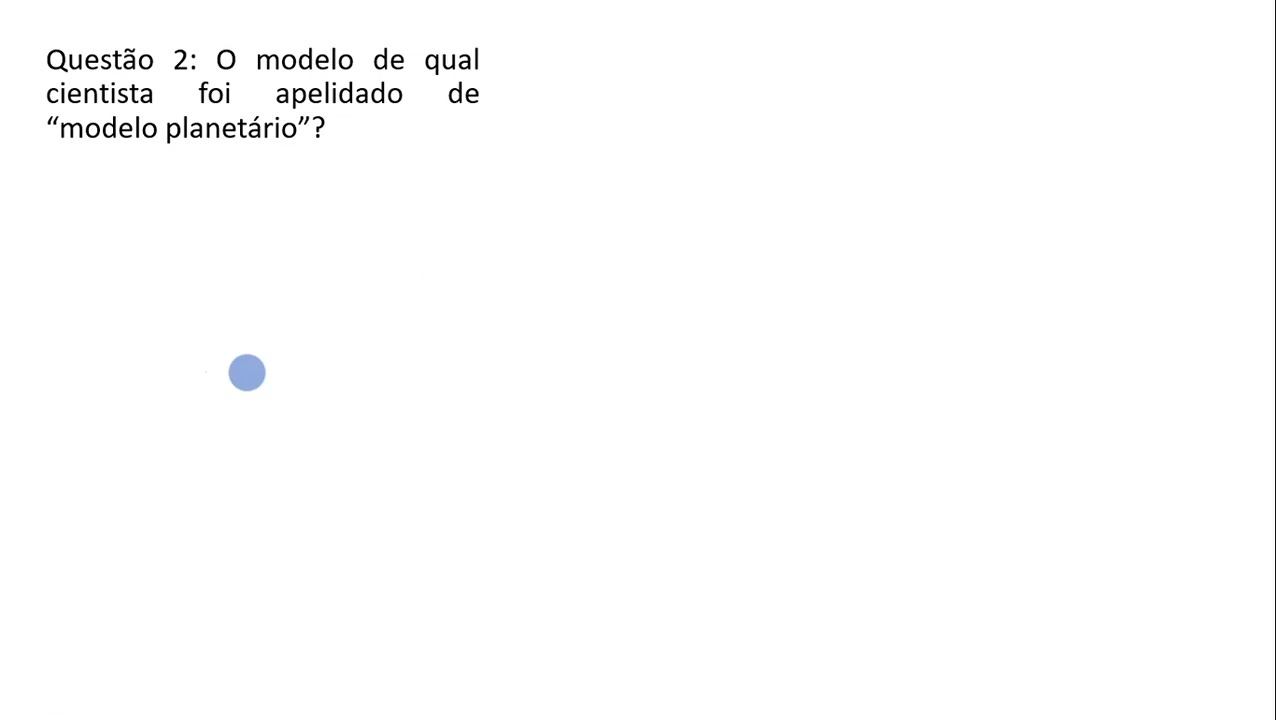 Questão 2: O modelo de qual
cientista foi apelidado de
“modelo planetário”?